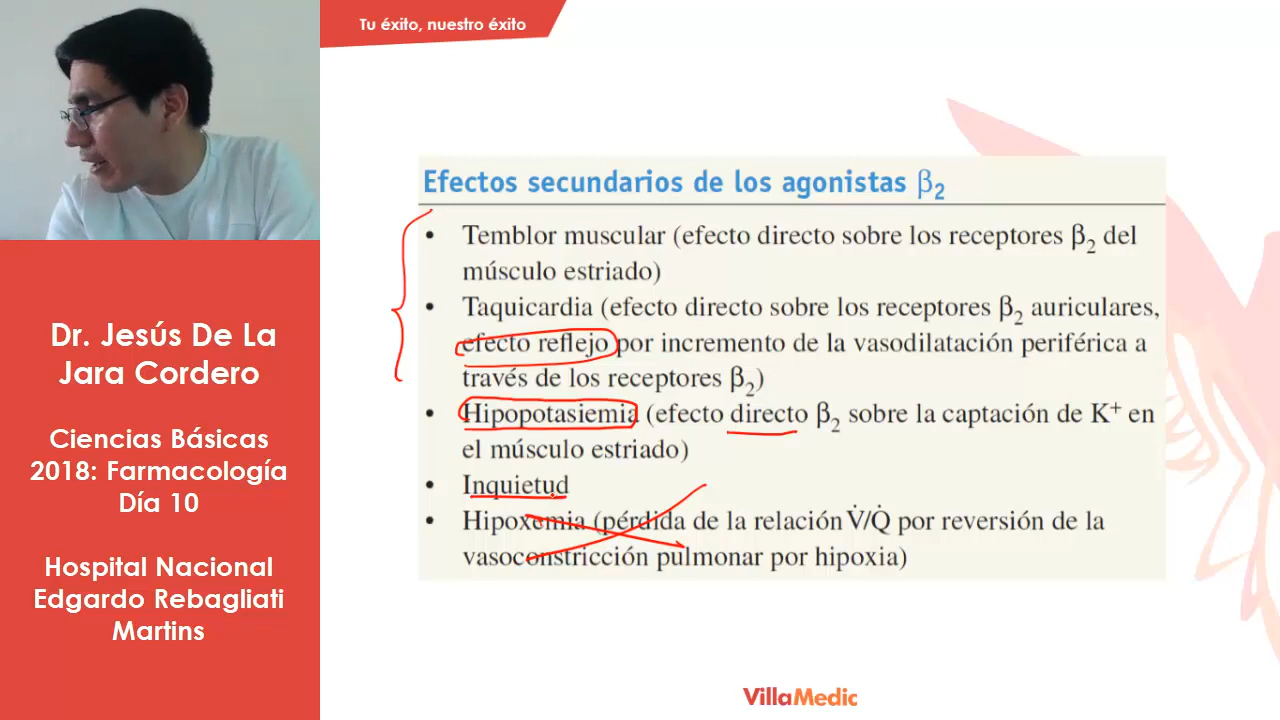 Tu éxito, nuestro éxito
Dr. Jesús De La
Jara Cordero
Ciencias Básicas
2018: Farmacología
Día 10
Hospital Nacional
Edgardo Rebagliati
Martins
Efectos secundarios de los agonistas β₂
• Temblor muscular (efecto directo sobre los receptores β₂ del
músculo estriado)
• Taquicardia (efecto directo sobre los receptores β₂ auriculares,
efecto reflejo por incremento de la vasodilatación periférica a
través de los receptores β₂)
• Hipopotasiemia (efecto directo β₂ sobre la captación de K⁺ en
el músculo estriado)
• Inquietud
• Hipoxemia (pérdida de la relación V̇/Q̇ por reversión de la
vasoconstricción pulmonar por hipoxia)
VillaMedic